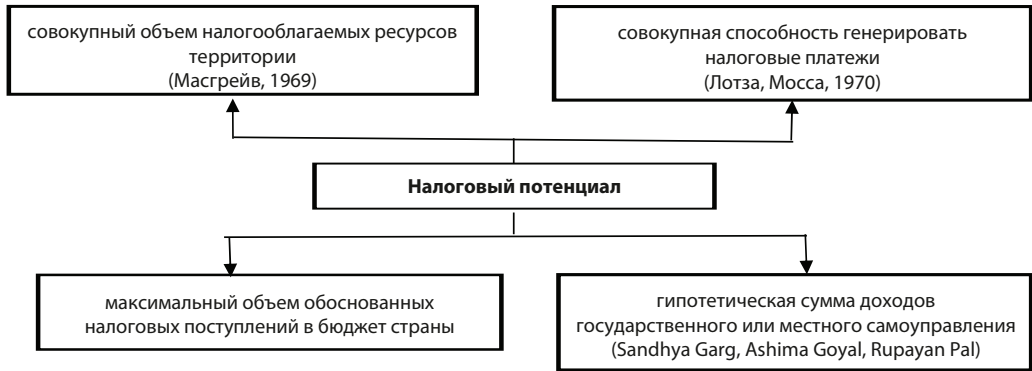 совокупный объем налогооблагаемых ресурсов
территории
(Масгрейв, 1969)
совокупная способность генерировать
налоговые платежи
(Лотза, Мосса, 1970)
Налоговый потенциал
максимальный объем обоснованных
налоговых поступлений в бюджет страны
гипотетическая сумма доходов
государственного или местного самоуправления
(Sandhya Garg, Ashima Goyal, Rupayan Pal)